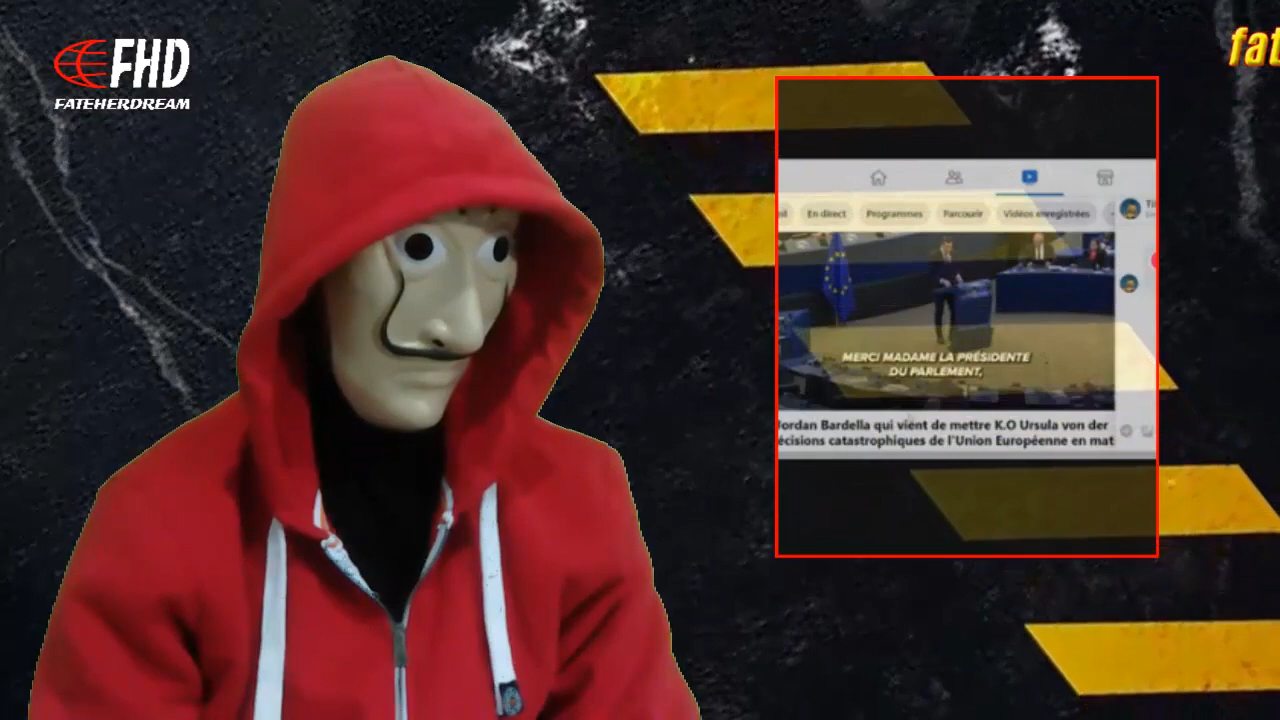 FHD
FATEHERDREAM
fat
En direct
Programmes
Parcourir
Vidéos enregistrées
MERCI MADAME LA PRÉSIDENTE
DU PARLEMENT,
Jordan Bardella qui vient de mettre K.O Ursula von der
écisions catastrophiques de l'Union Européenne en mat